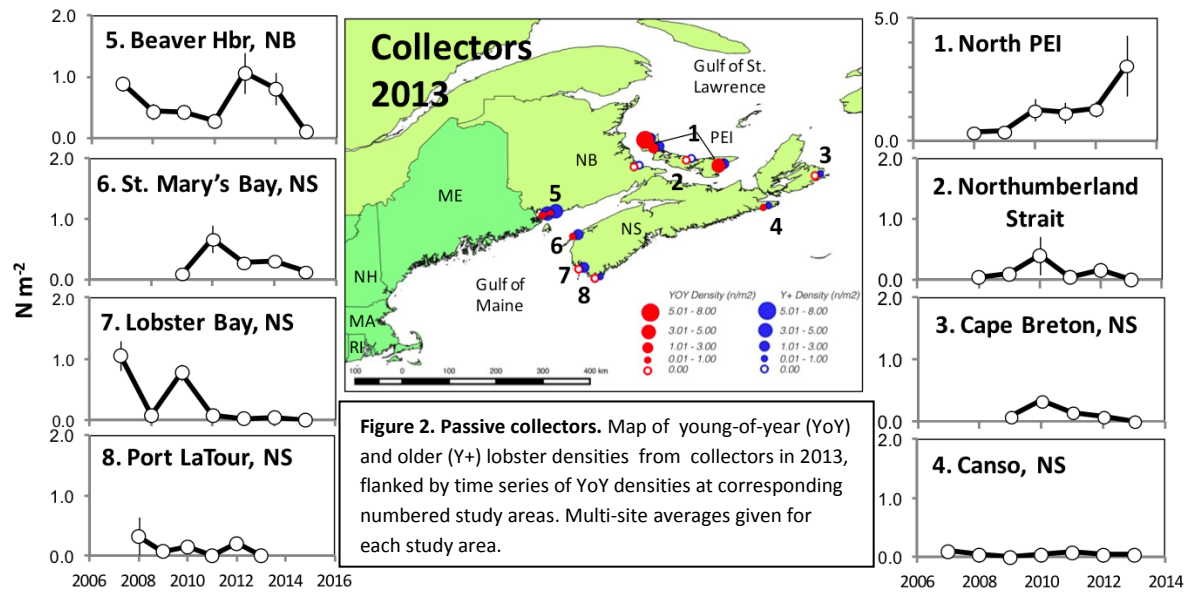 2.0
1.0
0.0
5. Beaver Hbr, NB
2.0
1.0
0.0
6. St. Mary's Bay, NS
N m-2
2.0
1.0
0.0
7. Lobster Bay, NS
2.0
1.0
0.0
8. Port LaTour, NS
2006 2008 2010 2012 2014 2016
Collectors
2013
Gulf of St.
Lawrence
1
PEI
NB
2
3
ME
5
NS
4
6
NH
Gulf of
Maine
7
8
MA
RI
YOY Density (n/m2)
5.01 - 8.00
3.01 - 5.00
1.01 - 3.00
0.01 - 1.00
0.00
Y+ Density (n/m2)
5.01 - 8.00
3.01 - 5.00
1.01 - 3.00
0.01 - 1.00
0.00
100 0 100 200 300 400 km
Figure 2. Passive collectors. Map of young-of-year (YoY)
and older (Y+) lobster densities from collectors in 2013,
flanked by time series of YoY densities at corresponding
numbered study areas. Multi-site averages given for
each study area.
5.0
0.0
1. North PEI
2.0
1.0
0.0
2. Northumberland
Strait
2.0
1.0
0.0
3. Cape Breton, NS
2.0
1.0
0.0
4. Canso, NS
2006 2008 2010 2012 2014